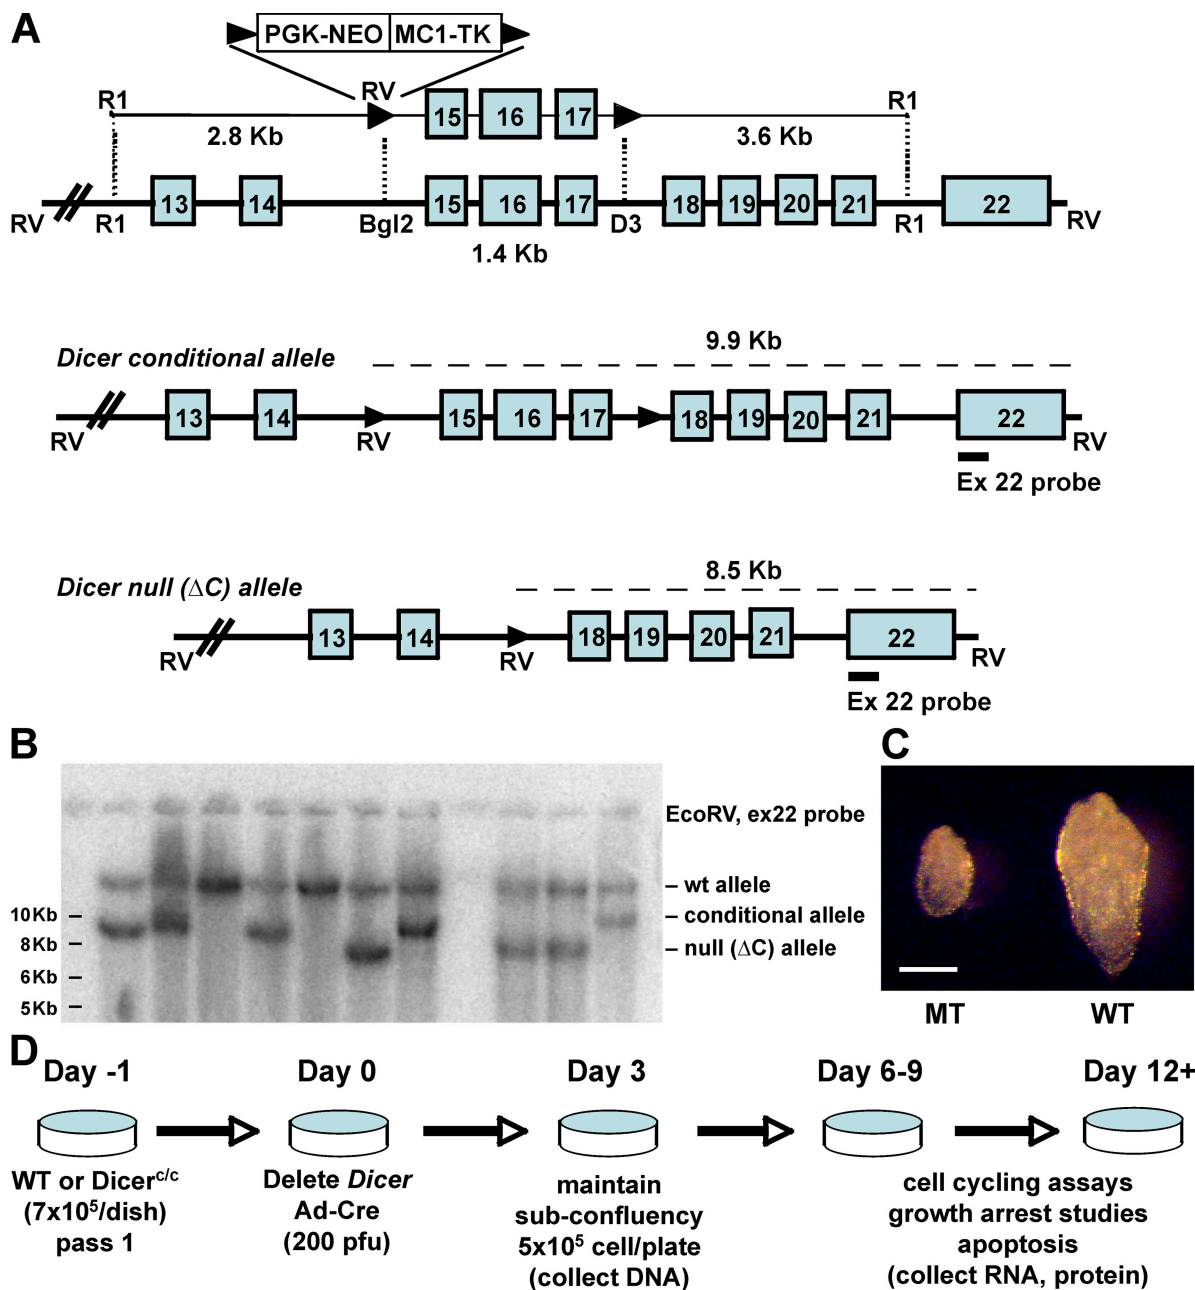 A
PGK-NEO MC1-TK
R1 RV R1
15 16 17
2.8 Kb 3.6 Kb
13 14 15 16 17 18 19 20 21 22
RV R1 Bgl2 D3 R1 RV
1.4 Kb
9.9 Kb
Dicer conditional allele
13 14 15 16 17 18 19 20 21 22
RV RV RV
Ex 22 probe
8.5 Kb
Dicer null (ΔC) allele
13 14 18 19 20 21 22
RV RV RV
Ex 22 probe
B
EcoRV, ex22 probe
– wt allele
10Kb –
– conditional allele
8Kb –
– null (ΔC) allele
6Kb –
5Kb –
C
MT WT
D
Day -1 Day 0 Day 3 Day 6-9 Day 12+
WT or Dicerᶜ/ᶜ
(7x10⁵/dish)
pass 1
Delete Dicer
Ad-Cre
(200 pfu)
maintain
sub-confluency
5x10⁵ cell/plate
(collect DNA)
cell cycling assays
growth arrest studies
apoptosis
(collect RNA, protein)